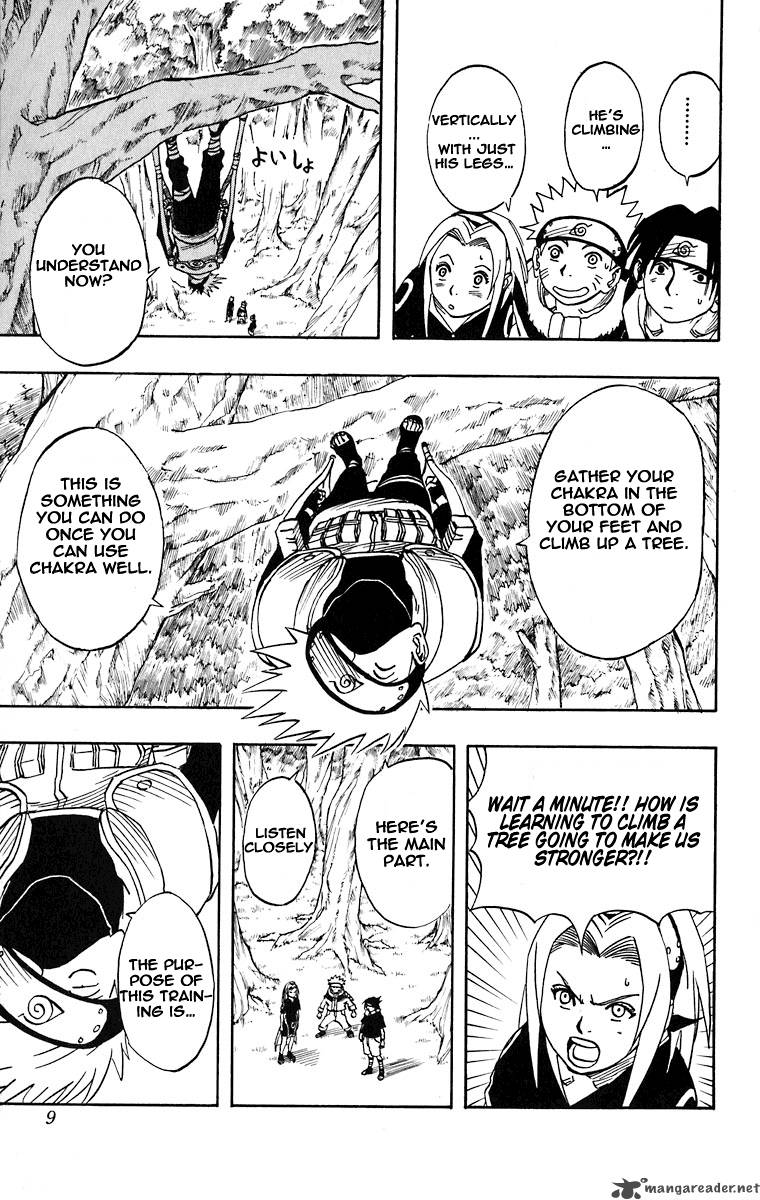 ………
HE'S
CLIMBING
...
VERTICALLY
...
WITH JUST
HIS LEGS...
よいしょ
YOU
UNDERSTAND
NOW?
GATHER YOUR
CHAKRA IN THE
BOTTOM OF
YOUR FEET AND
CLIMB UP A TREE.
THIS IS
SOMETHING
YOU CAN DO
ONCE YOU
CAN USE
CHAKRA WELL.
WAIT A MINUTE!! HOW IS
LEARNING TO CLIMB A
TREE GOING TO MAKE US
STRONGER?!!
HERE'S
THE MAIN
PART.
LISTEN
CLOSELY
THE PUR-
POSE OF
THIS TRAIN-
ING IS...
9
mangareader.net